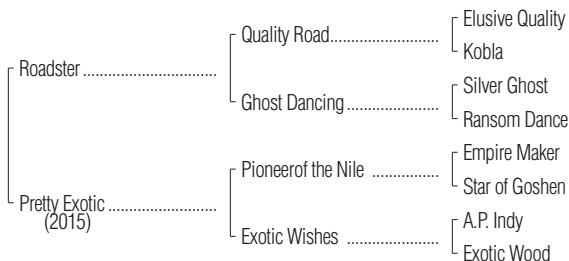 Elusive Quality
Quality Road
Kobla
Roadster
Silver Ghost
Ghost Dancing
Ransom Dance
Empire Maker
Pioneerof the Nile
Star of Goshen
Pretty Exotic
(2015)
A.P. Indy
Exotic Wishes
Exotic Wood